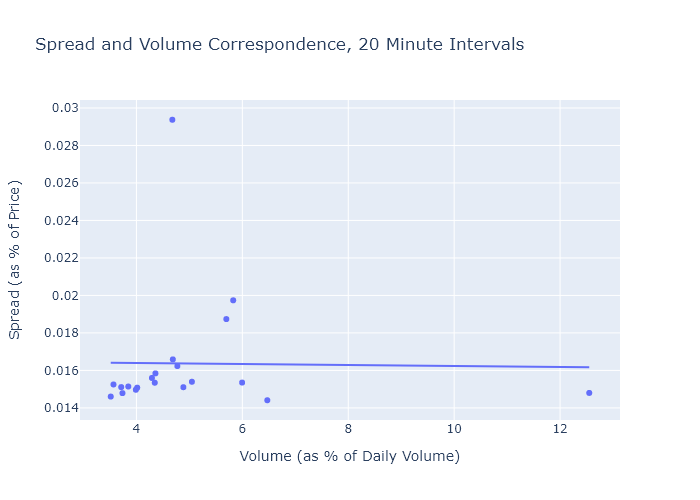 Spread and Volume Correspondence, 20 Minute Intervals
0.03
0.028
0.026
0.024
0.022
0.02
0.018
0.016
0.014
Spread (as % of Price)
4 6 8 10 12
Volume (as % of Daily Volume)